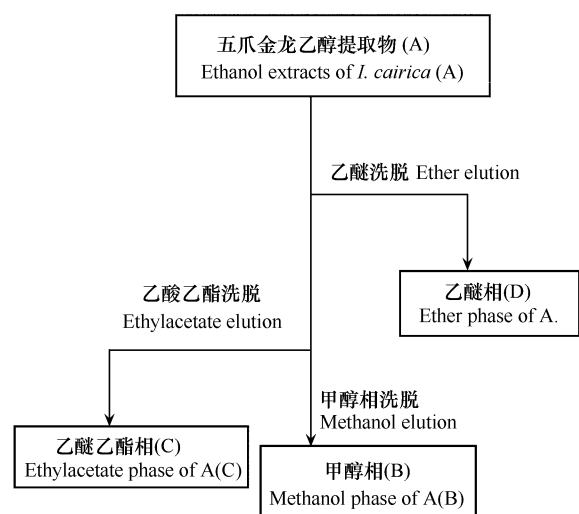 五爪金龙乙醇提取物 (A)
Ethanol extracts of I. cairica (A)
乙醚洗脱 Ether elution
乙醚相(D)
Ether phase of A.
乙酸乙酯洗脱
Ethylacetate elution
甲醇相洗脱
Methanol elution
乙醚乙酯相(C)
Ethylacetate phase of A(C)
甲醇相(B)
Methanol phase of A(B)